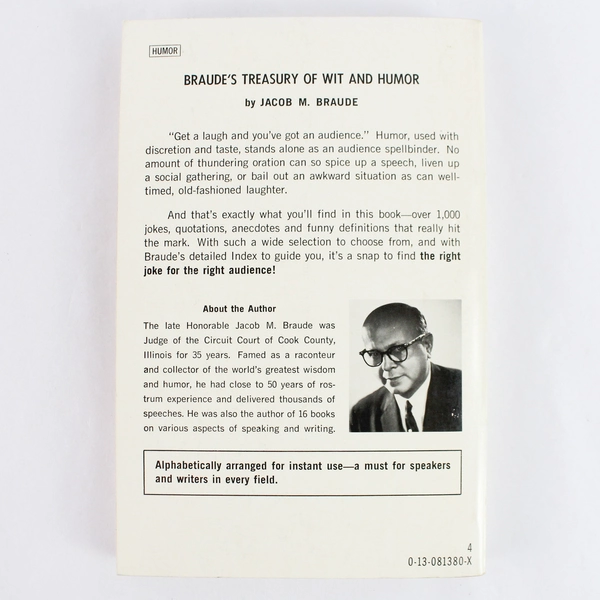 HUMOR
BRAUDE'S TREASURY OF WIT AND HUMOR
by JACOB M. BRAUDE
"Get a laugh and you've got an audience." Humor, used with
discretion and taste, stands alone as an audience spellbinder. No
amount of thundering oration can so spice up a speech, liven up
a social gathering, or bail out an awkward situation as can well-
timed, old-fashioned laughter.
And that's exactly what you'll find in this book—over 1,000
jokes, quotations, anecdotes and funny definitions that really hit
the mark. With such a wide selection to choose from, and with
Braude's detailed Index to guide you, it's a snap to find the right
joke for the right audience!
About the Author
The late Honorable Jacob M. Braude was
Judge of the Circuit Court of Cook County,
Illinois for 35 years. Famed as a raconteur
and collector of the world's greatest wisdom
and humor, he had close to 50 years of ros-
trum experience and delivered thousands of
speeches. He was also the author of 16 books
on various aspects of speaking and writing.
Alphabetically arranged for instant use—a must for speakers
and writers in every field.
4
0-13-081380-X